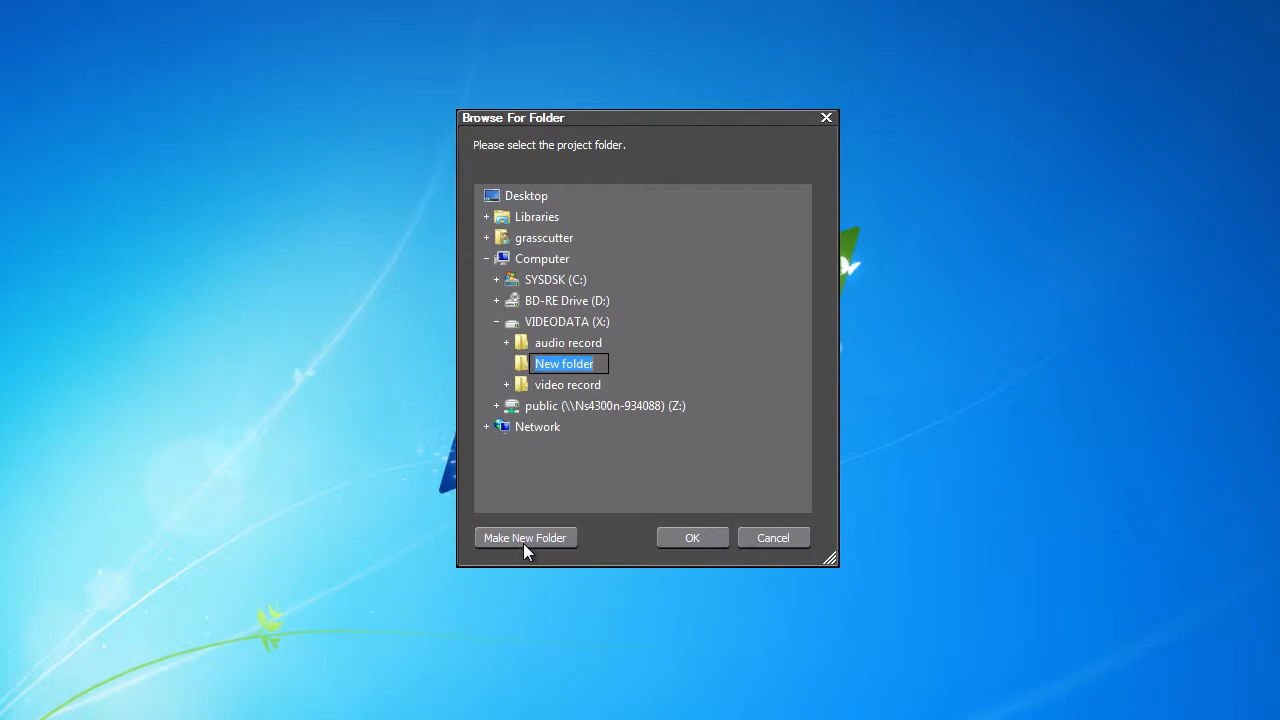 Browse For Folder
Please select the project folder.
Desktop
Libraries
grasscutter
Computer
SYSDSK (C:)
BD-RE Drive (D:)
VIDEODATA (X:)
audio record
New folder
video record
public (\\Ns4300n-934088) (Z:)
Network
Make New Folder
OK
Cancel